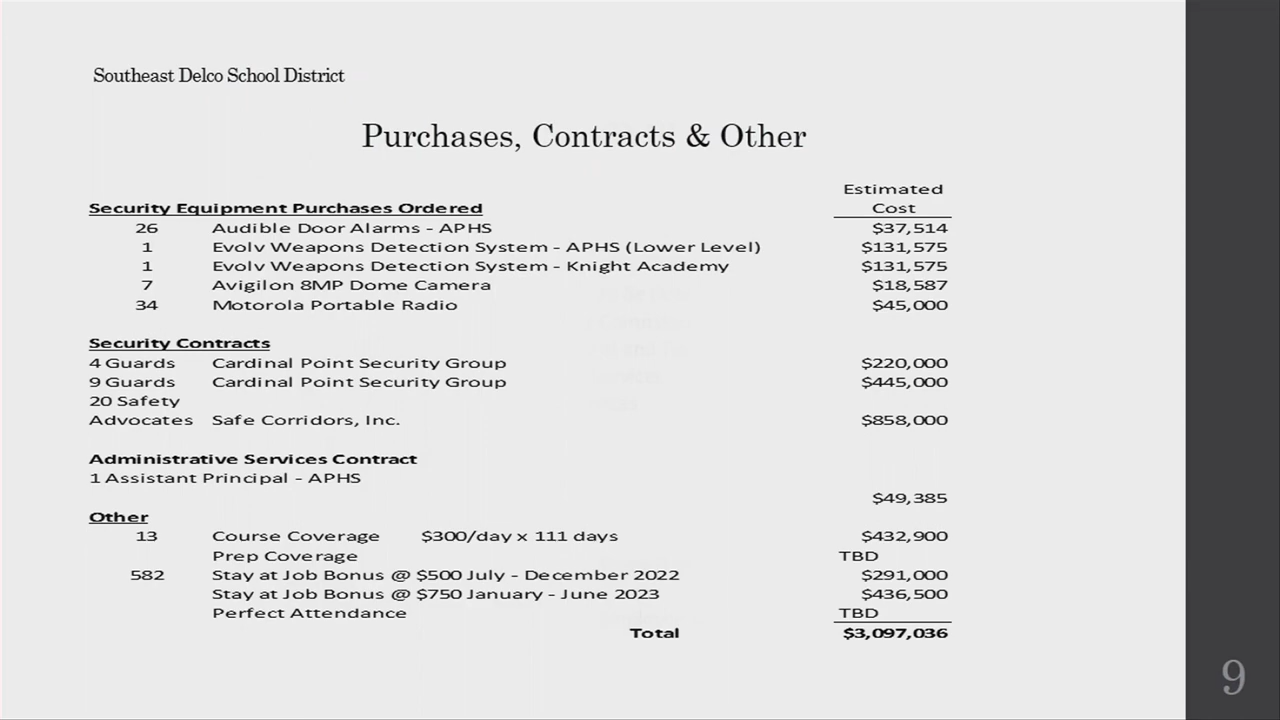 Southeast Delco School District
Purchases, Contracts & Other
Estimated
Security Equipment Purchases Ordered Cost
26 Audible Door Alarms - APHS $37,514
1 Evolv Weapons Detection System - APHS (Lower Level) $131,575
1 Evolv Weapons Detection System - Knight Academy $131,575
7 Avigilon 8MP Dome Camera $18,587
34 Motorola Portable Radio $45,000
Security Contracts
4 Guards Cardinal Point Security Group $220,000
9 Guards Cardinal Point Security Group $445,000
20 Safety
Advocates Safe Corridors, Inc. $858,000
Administrative Services Contract
1 Assistant Principal - APHS
$49,385
Other
13 Course Coverage $300/day x 111 days $432,900
Prep Coverage TBD
582 Stay at Job Bonus @ $500 July - December 2022 $291,000
Stay at Job Bonus @ $750 January - June 2023 $436,500
Perfect Attendance TBD
Total $3,097,036
9